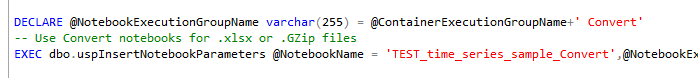 DECLARE @NotebookExecutionGroupName varchar(255) = @ContainerExecutionGroupName+' Convert'
-- Use Convert notebooks for .xlsx or .GZip files
EXEC dbo.uspInsertNotebookParameters @NotebookName = 'TEST_time_series_sample_Convert',@NotebookEx